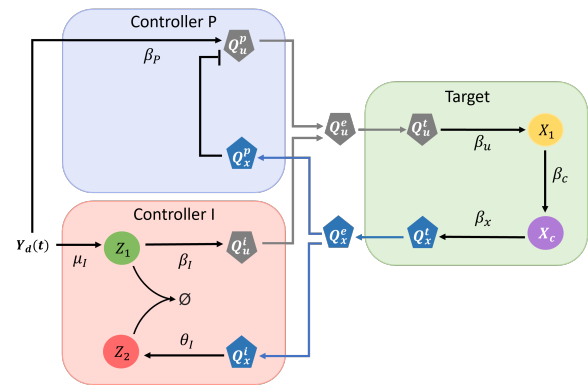 Controller P
Q_u^p
β_P
Q_x^p
Controller I
Y_d(t)
μ_I
Z_1
β_I
Q_u^i
∅
Z_2
θ_I
Q_x^i
Q_u^e
Q_x^e
Target
Q_u^t
β_u
X_1
β_c
β_x
Q_x^t
X_c